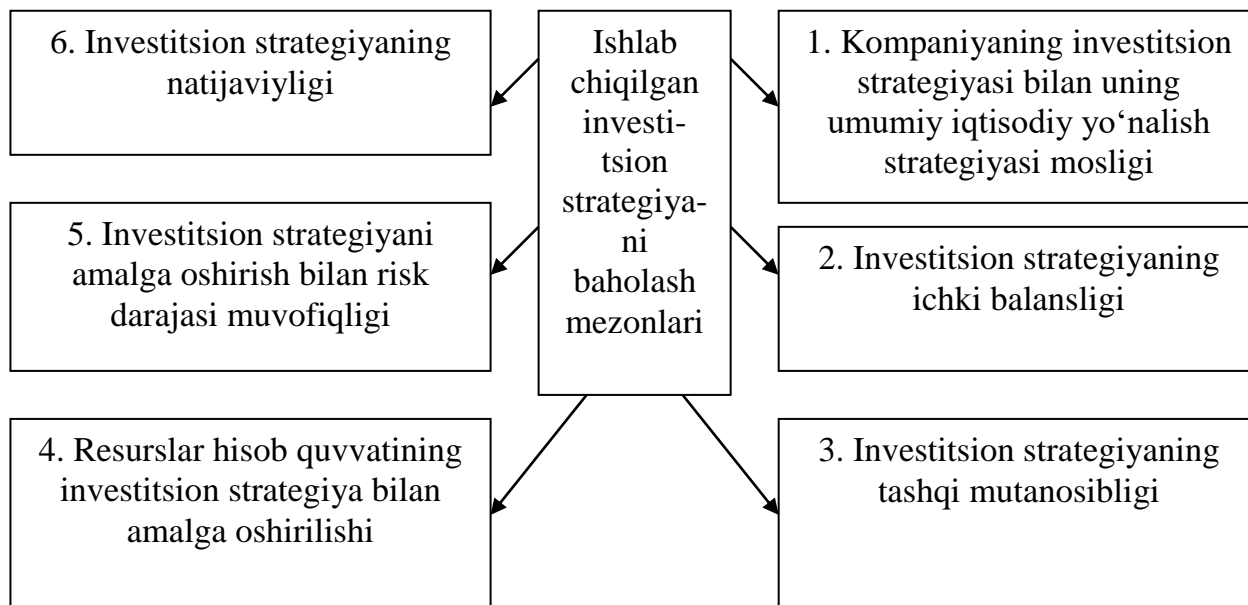 6. Investitsion strategiyaning
natijaviyligi
Ishlab
chiqilgan
investi-
tsion
strategiya-
ni
baholash
mezonlari
1. Kompaniyaning investitsion
strategiyasi bilan uning
umumiy iqtisodiy yo‘nalish
strategiyasi mosligi
5. Investitsion strategiyani
amalga oshirish bilan risk
darajasi muvofiqligi
2. Investitsion strategiyaning
ichki balansligi
4. Resurslar hisob quvvatining
investitsion strategiya bilan
amalga oshirilishi
3. Investitsion strategiyaning
tashqi mutanosibligi